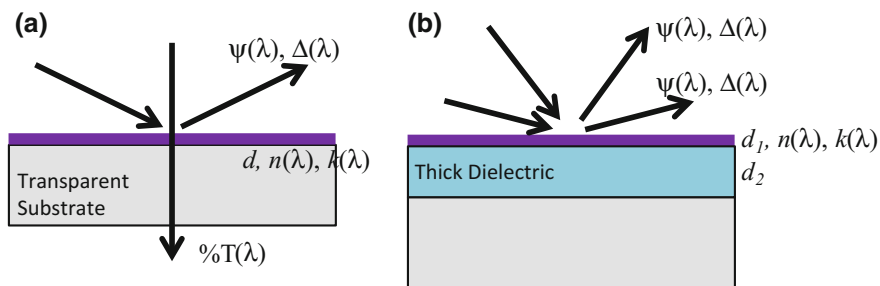 (a)
ψ(λ), Δ(λ)
d, n(λ), k(λ)
Transparent
Substrate
%T(λ)
(b)
ψ(λ), Δ(λ)
ψ(λ), Δ(λ)
d1, n(λ), k(λ)
Thick Dielectric
d2